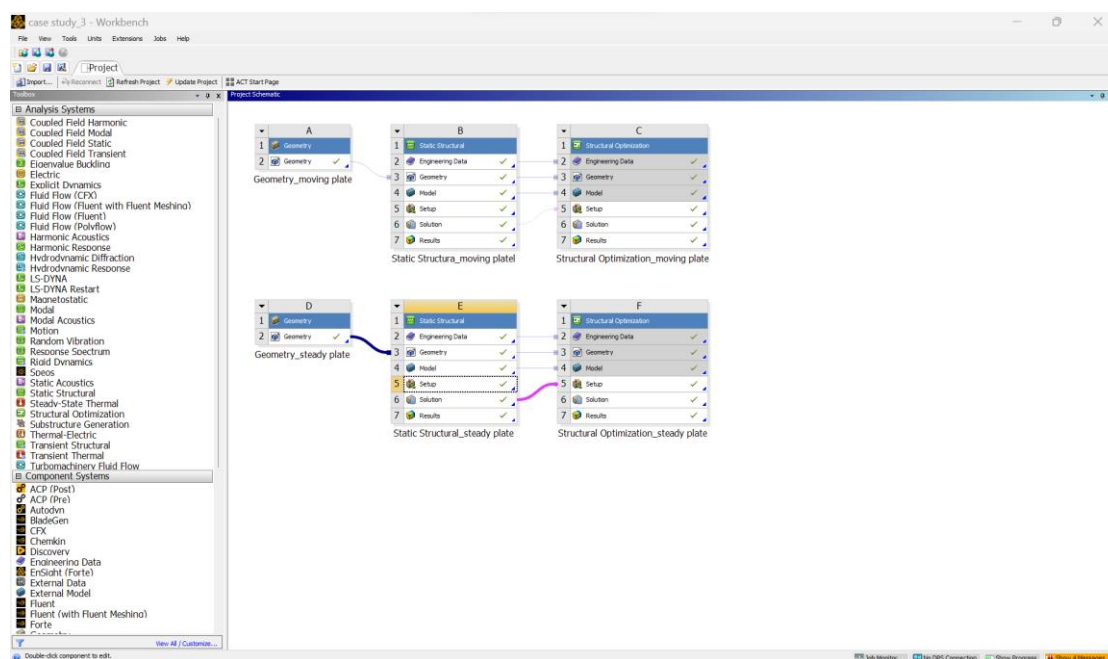 case study_3 - Workbench
File View Tools Units Extensions Jobs Help
Project
Import... Reconnect Refresh Project Update Project ACT Start Page
Toolbox
Project Schematic
Analysis Systems
Coupled Field Harmonic
Coupled Field Modal
Coupled Field Static
Coupled Field Transient
Eigenvalue Buckling
Electric
Explicit Dynamics
Fluid Flow (CFX)
Fluid Flow (Fluent with Fluent Meshing)
Fluid Flow (Fluent)
Fluid Flow (Polyflow)
Harmonic Acoustics
Harmonic Response
Hydrodynamic Diffraction
Hydrodynamic Response
LS-DYNA
LS-DYNA Restart
Magnetostatic
Modal
Modal Acoustics
Motion
Random Vibration
Response Spectrum
Rigid Dynamics
Speos
Static Acoustics
Static Structural
Steady-State Thermal
Structural Optimization
Substructure Generation
Thermal-Electric
Transient Structural
Transient Thermal
Turbomachinery Fluid Flow
Component Systems
ACP (Post)
ACP (Pre)
Autodyn
BladeGen
CFX
Chemkin
Discovery
Engineering Data
EnSight (Forte)
External Data
External Model
Fluent
Fluent (with Fluent Meshing)
Forte
View All / Customize...
A
1 Geometry
2 Geometry
Geometry_moving plate
B
1 Static Structural
2 Engineering Data
3 Geometry
4 Model
5 Setup
6 Solution
7 Results
Static Structura_moving platel
C
1 Structural Optimization
2 Engineering Data
3 Geometry
4 Model
5 Setup
6 Solution
7 Results
Structural Optimization_moving plate
D
1 Geometry
2 Geometry
Geometry_steady plate
E
1 Static Structural
2 Engineering Data
3 Geometry
4 Model
5 Setup
6 Solution
7 Results
Static Structural_steady plate
F
1 Structural Optimization
2 Engineering Data
3 Geometry
4 Model
5 Setup
6 Solution
7 Results
Structural Optimization_steady plate
Double-click component to edit.
Job Monitor... No DPS Connection Show Progress Show 4 Messages